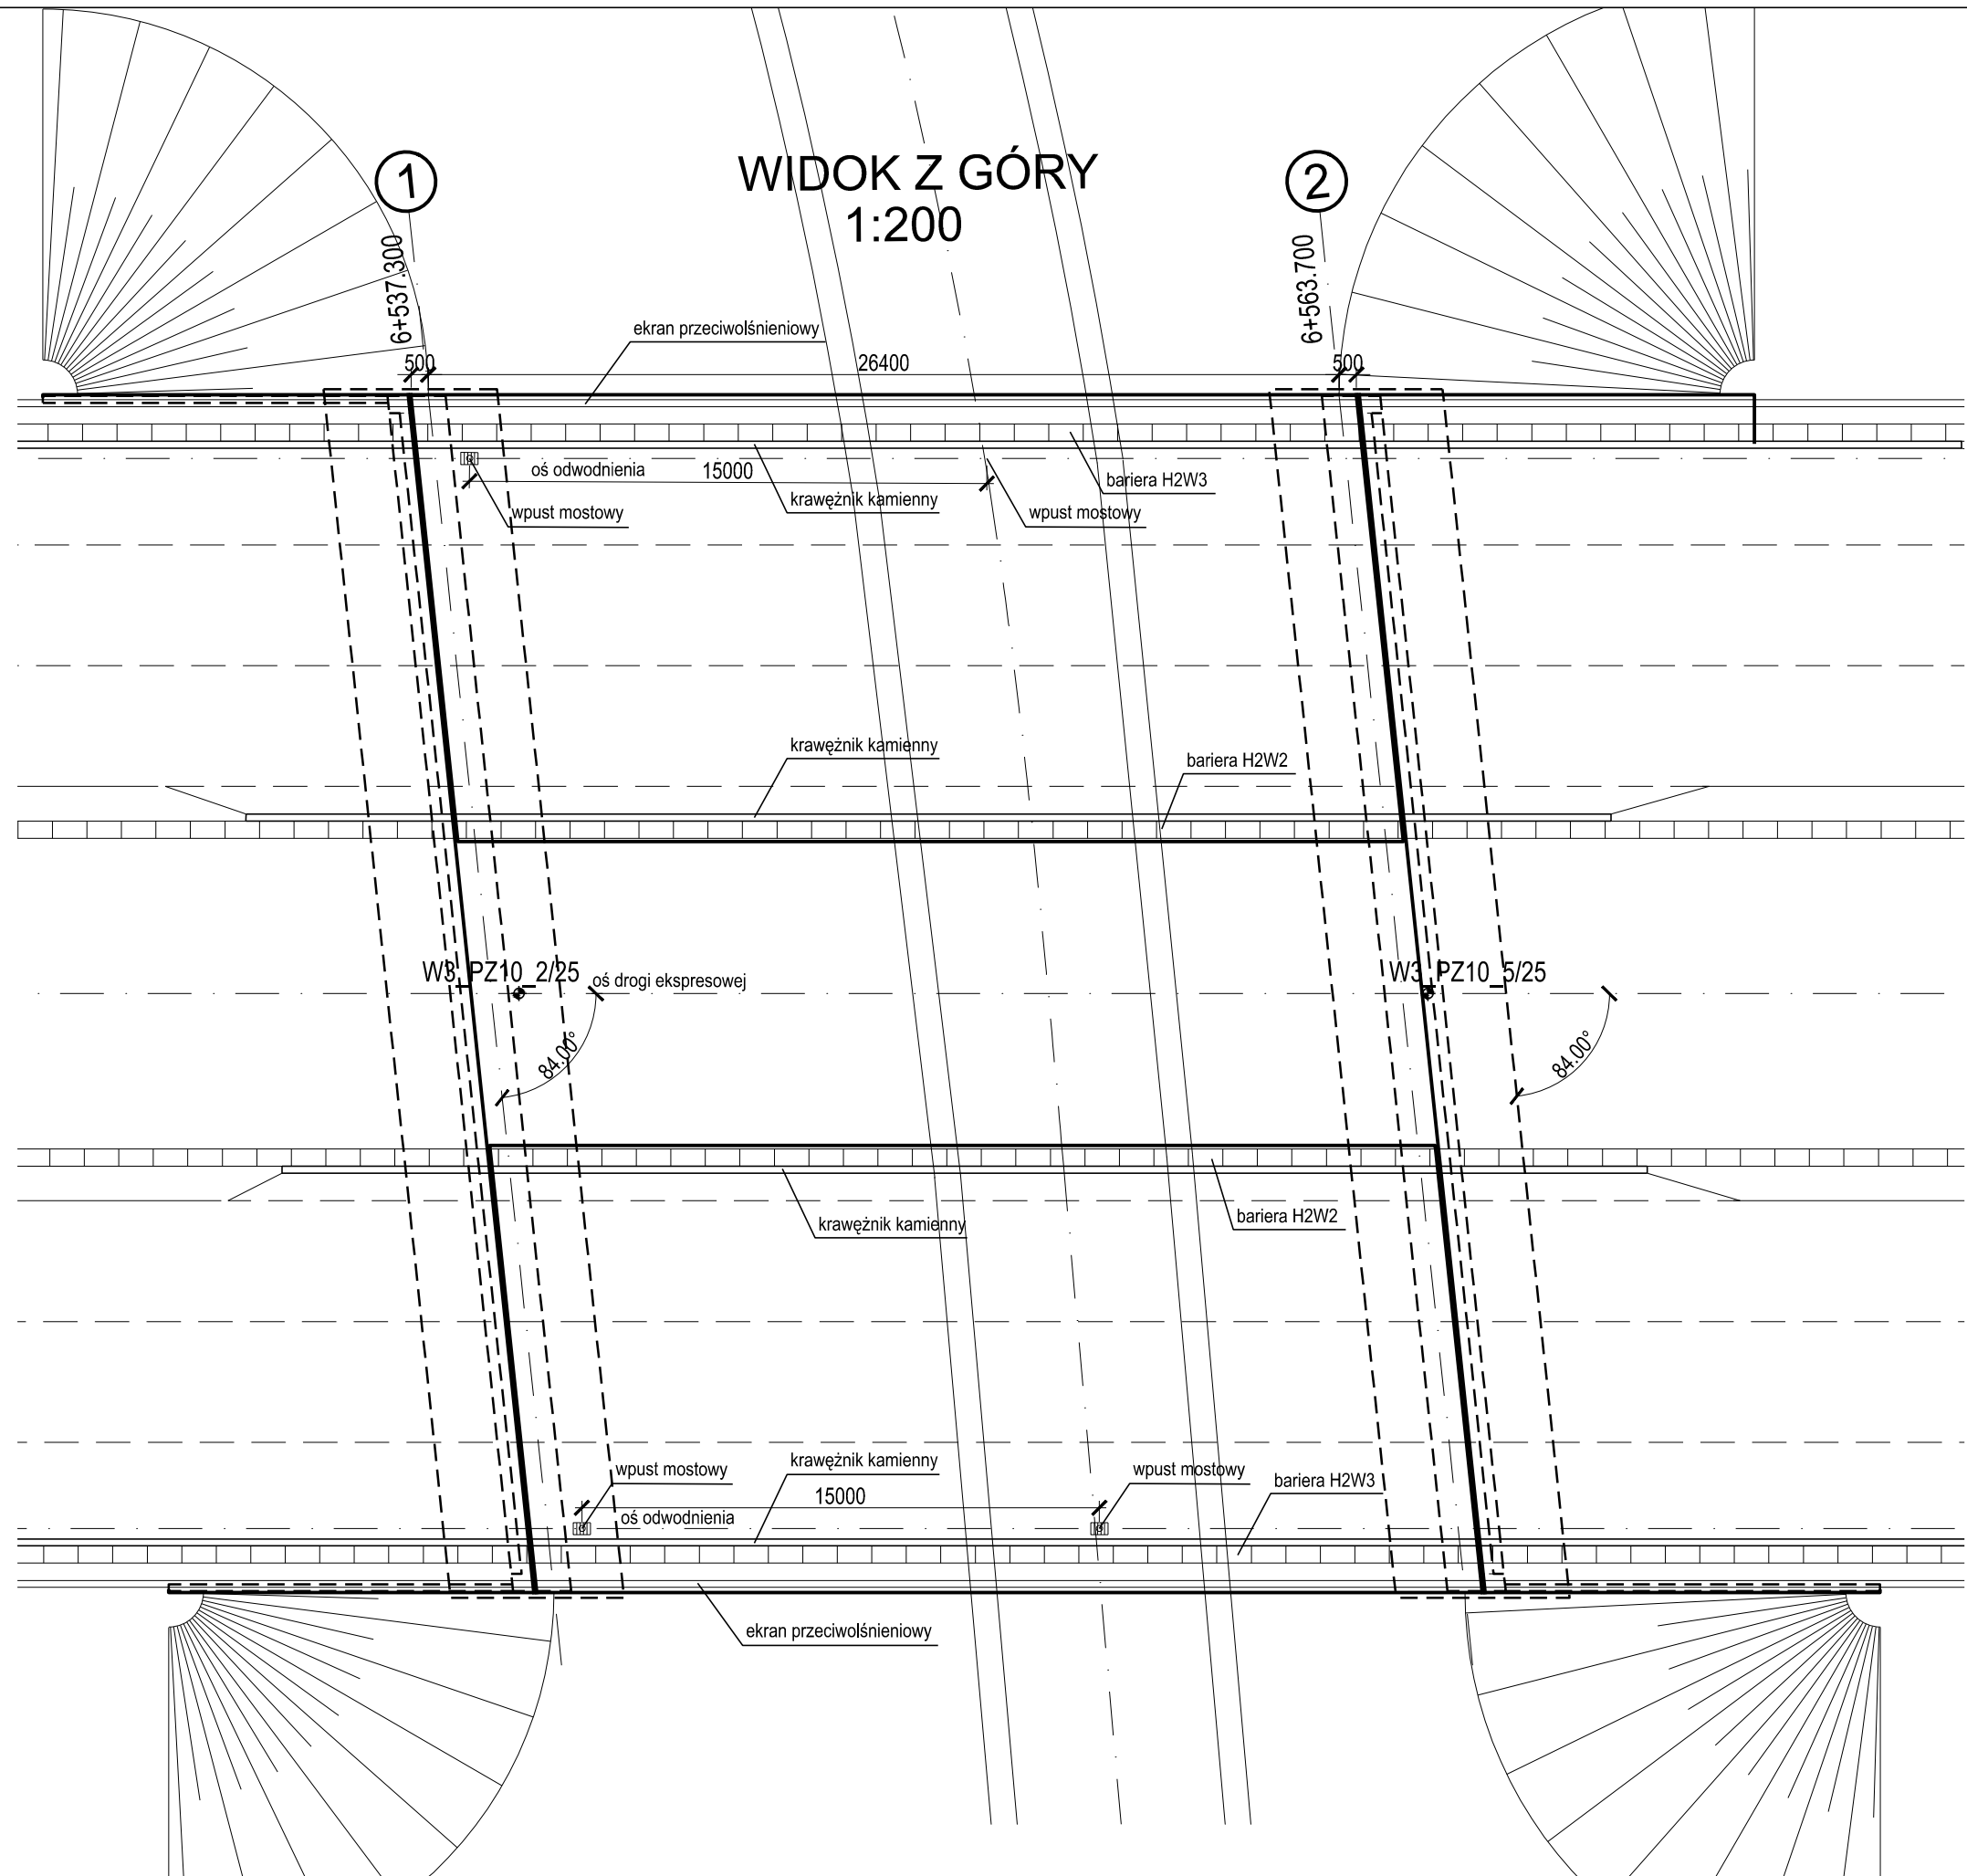 1
WIDOK Z GÓRY
1:200
2
6+537.300
6+563.700
ekran przeciwolśnieniowy
500
26400
500
oś odwodnienia
15000
bariera H2W3
krawężnik kamienny
wpust mostowy
wpust mostowy
krawężnik kamienny
bariera H2W2
W3_PZ10_2/25
oś drogi ekspresowej
W3_PZ10_5/25
84.00°
84.00°
krawężnik kamienny
bariera H2W2
wpust mostowy
krawężnik kamienny
wpust mostowy
bariera H2W3
15000
oś odwodnienia
ekran przeciwolśnieniowy